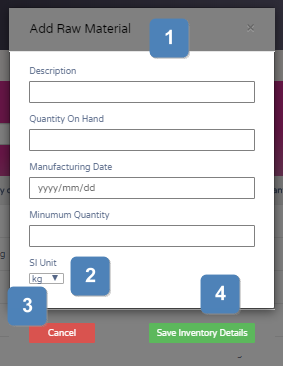 Add Raw Material
×
1
Description
Quantity On Hand
Manufacturing Date
yyyy/mm/dd
Minumum Quantity
SI Unit
kg
2
3
4
Cancel
Save Inventory Details